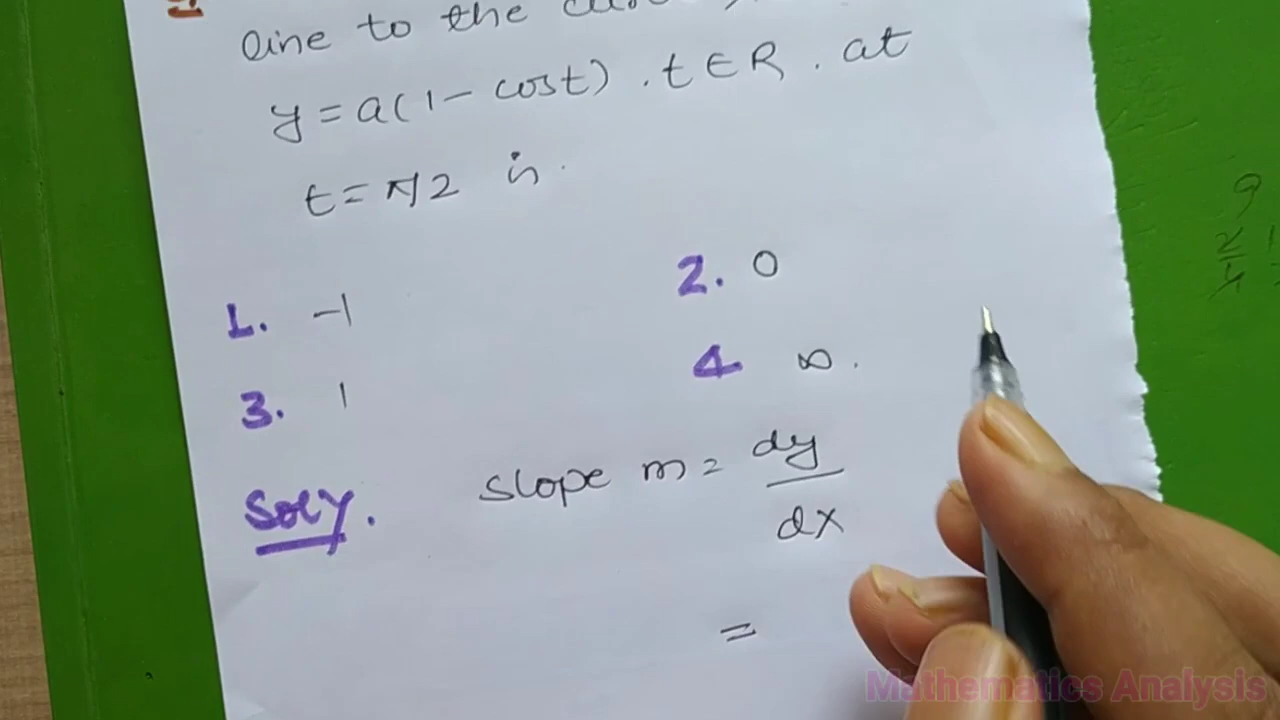 line to the
y = a(1 - cost) . t ∈ R . at
t = π/2 is .
1. -1 2. 0
3. 1 4 ∞ .
Soly. slope m = dy/dx
=
Mathematics Analysis